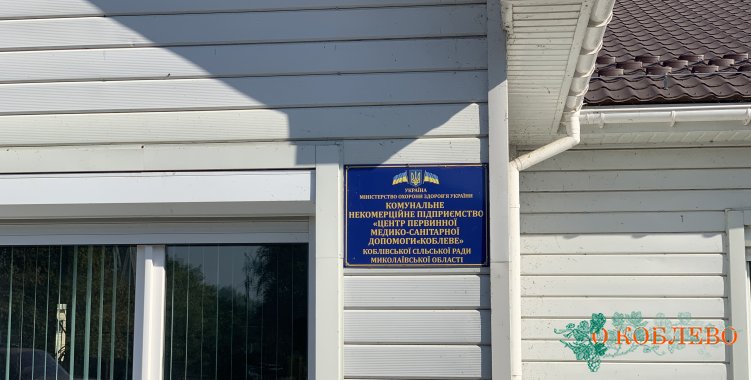 УКРАЇНА
МІНІСТЕРСТВО ОХОРОНИ ЗДОРОВ'Я УКРАЇНИ
КОМУНАЛЬНЕ
НЕКОМЕРЦІЙНЕ ПІДПРИЄМСТВО
«ЦЕНТР ПЕРВИННОЇ
МЕДИКО-САНІТАРНОЇ
ДОПОМОГИ«КОБЛЕВЕ»
КОБЛІВСЬКОЇ СІЛЬСЬКОЇ РАДИ
МИКОЛАЇВСЬКОЇ ОБЛАСТІ
О КОБЛЕВО